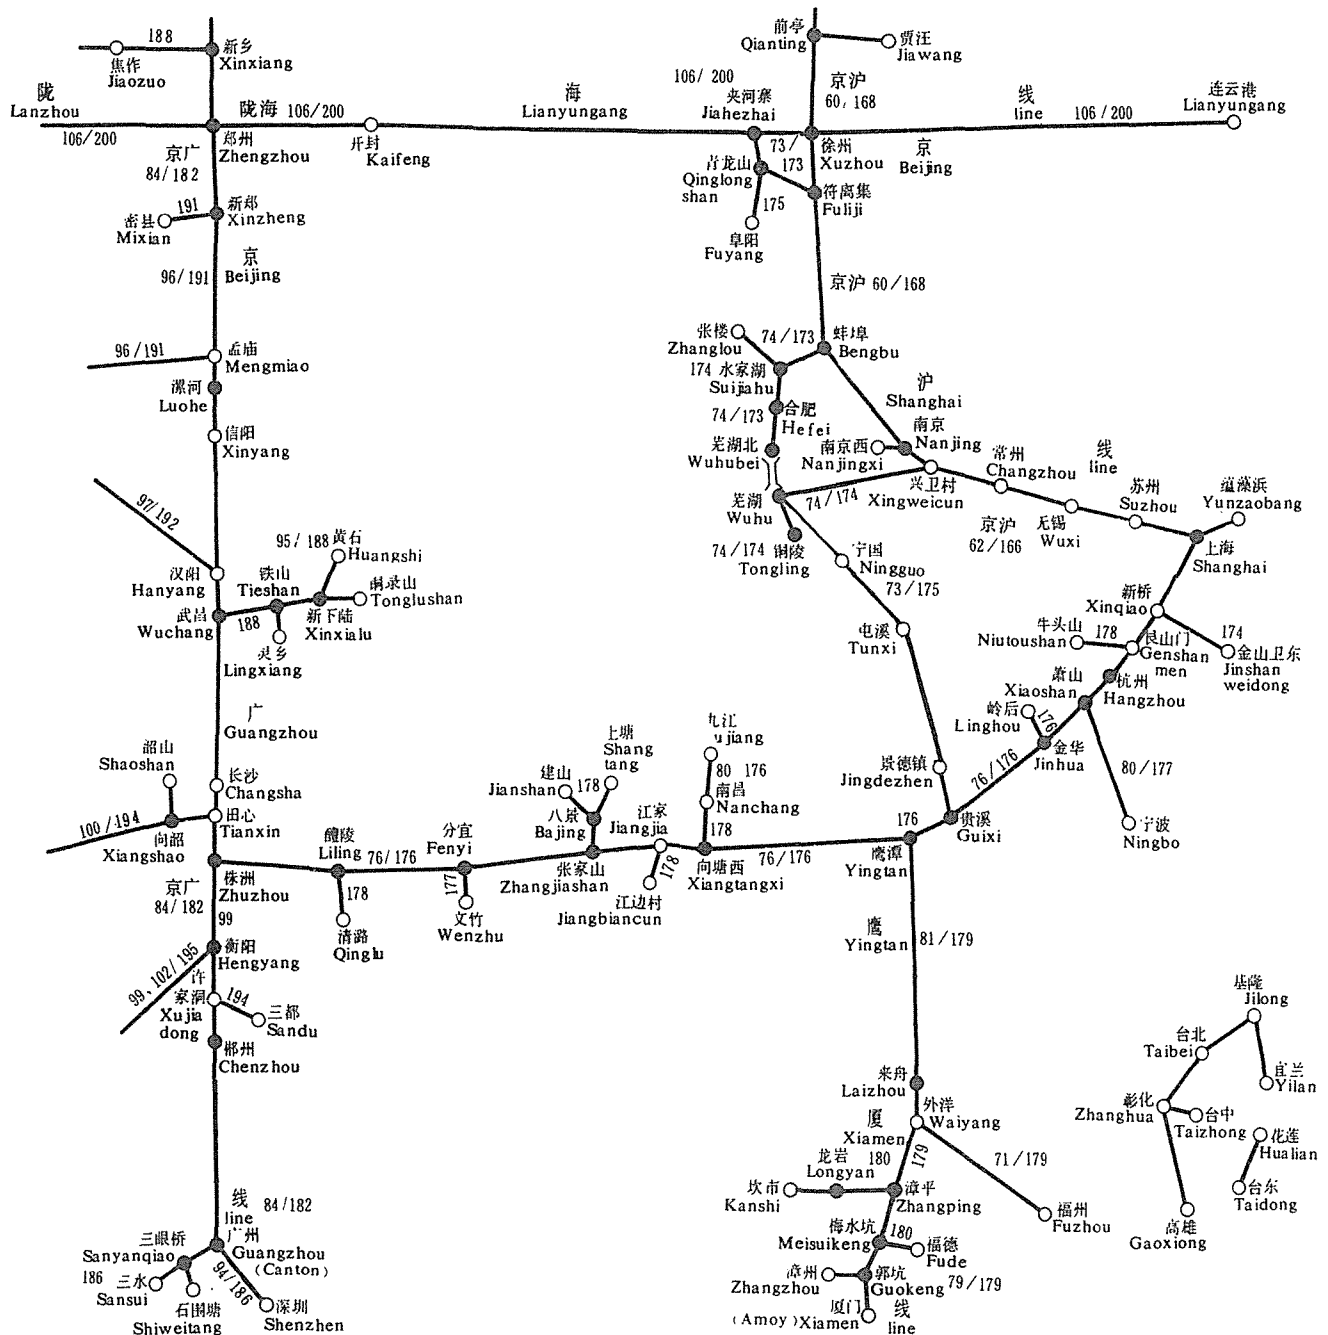 188
新乡
Xinxiang
焦作
Jiaozuo
前亭
Qianting
贾汪
Jiawang
陇
Lanzhou
106/200
陇海
106/200
海
Lianyungang
106/200
夹河寨
Jiahezhai
京沪
60/168
线
line
106/200
连云港
Lianyungang
郑州
Zhengzhou
开封
Kaifeng
73/
173
徐州
Xuzhou
京
Beijing
京广
84/182
青龙山
Qinglong
shan
175
符离集
Fuliji
阜阳
Fuyang
191
新郑
Xinzheng
密县
Mixian
京
Beijing
96/191
京沪 60/168
96/191
孟庙
Mengmiao
漯河
Luohe
信阳
Xinyang
张楼
Zhanglou
74/173
蚌埠
Bengbu
174 水家湖
Suijiahu
74/173
合肥
Hefei
沪
Shanghai
芜湖北
Wuhubei
南京西
Nanjingxi
南京
Nanjing
兴卫村
Xingweicun
常州
Changzhou
线
line
苏州
Suzhou
蕴藻浜
Yunzaobang
芜湖
Wuhu
74/174
京沪
62/166
无锡
Wuxi
上海
Shanghai
74/174
铜陵
Tongling
宁国
Ningguo
73/175
97/192
95/188
黄石
Huangshi
汉阳
Hanyang
铁山
Tieshan
铜录山
Tonglushan
武昌
Wuchang
188
新下陆
Xinxialu
灵乡
Lingxiang
屯溪
Tunxi
新桥
Xinqiao
牛头山
Niutoushan
178
艮山门
Genshan
men
174
金山卫东
Jinshan
weidong
萧山
Xiaoshan
杭州
Hangzhou
岭后
Linghou
176
金华
Jinhua
76/176
80/177
宁波
Ningbo
广
Guangzhou
韶山
Shaoshan
长沙
Changsha
田心
Tianxin
100/194
向韶
Xiangshao
建山
Jianshan
178
上塘
Shang
tang
八景
Bajing
九江
ujiang
80 176
南昌
Nanchang
178
江家
Jiangjia
178
景德镇
Jingdezhen
贵溪
Guixi
176
鹰潭
Yingtan
醴陵
Liling
76/176
分宜
Fenyi
张家山
Zhangjiashan
向塘西
Xiangtangxi
76/176
京广
84/182
株洲
Zhuzhou
99
178
清潞
Qinglu
177
文竹
Wenzhu
江边村
Jiangbiancun
鹰
Yingtan
81/179
99、102/195
衡阳
Hengyang
许
家洞
Xujia
dong
194
三都
Sandu
郴州
Chenzhou
来舟
Laizhou
厦
Xiamen
外洋
Waiyang
龙岩
Longyan
180
179
71/179
坎市
Kanshi
漳平
Zhangping
福州
Fuzhou
梅水坑
Meisuikeng
180
福德
Fude
漳州
Zhangzhou
郭坑
Guokeng
79/179
厦门
(Amoy)Xiamen
线
line
基隆
Jilong
台北
Taibei
宜兰
Yilan
彰化
Zhanghua
台中
Taizhong
花莲
Hualian
台东
Taidong
高雄
Gaoxiong
线
line
84/182
三眼桥
Sanyanqiao
广州
Guangzhou
(Canton)
186
三水
Sansui
石围塘
Shiweitang
94/186
深圳
Shenzhen